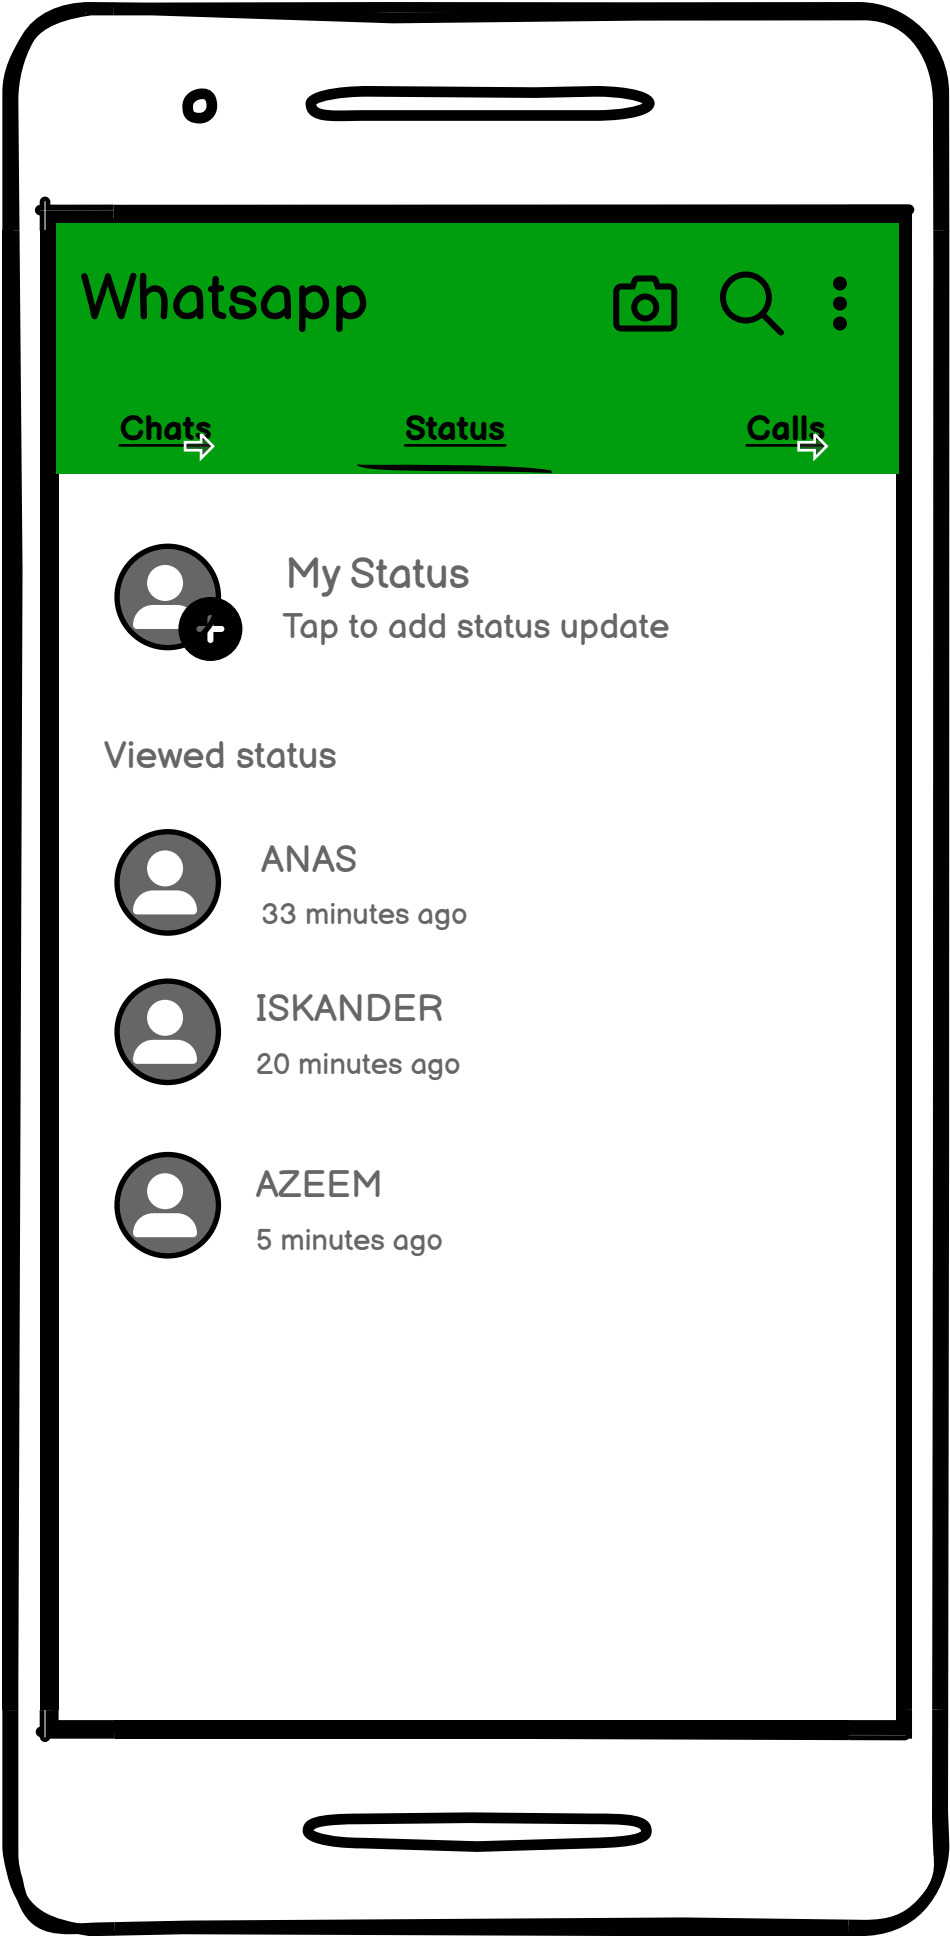 Whatsapp
Chats Status Calls
My Status
Tap to add status update
Viewed status
ANAS
33 minutes ago
ISKANDER
20 minutes ago
AZEEM
5 minutes ago